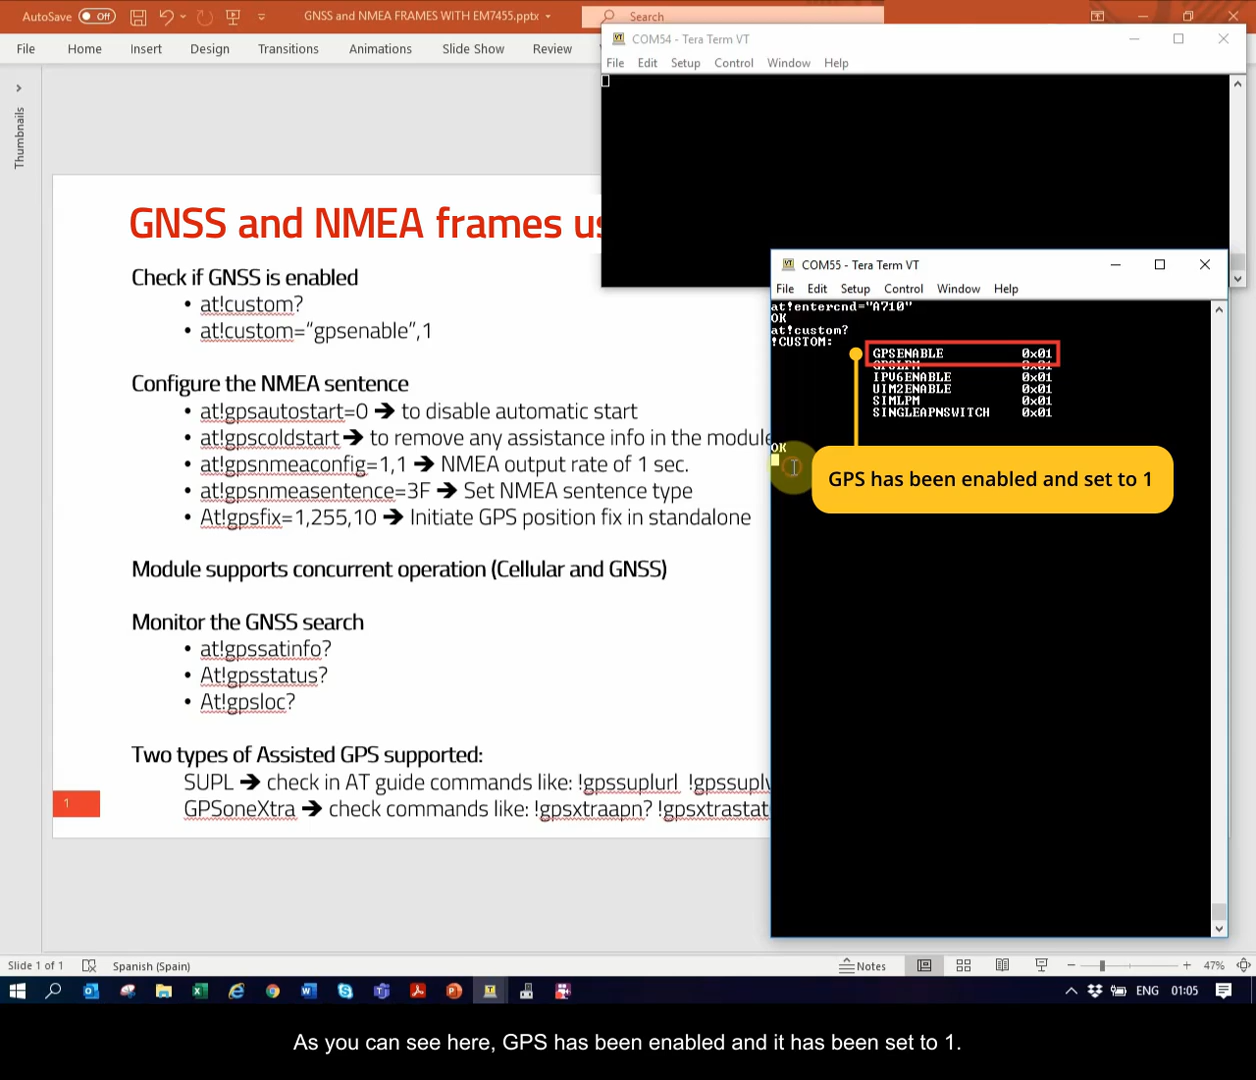 AutoSave Off
GNSS and NMEA FRAMES WITH EM7455.pptx
Search
File Home Insert Design Transitions Animations Slide Show Review
COM54 - Tera Term VT
File Edit Setup Control Window Help
Thumbnails
GNSS and NMEA frames us
Check if GNSS is enabled
• at!custom?
• at!custom=“gpsenable”,1
Configure the NMEA sentence
• at!gpsautostart=0 ➔ to disable automatic start
• at!gpscoldstart ➔ to remove any assistance info in the module
• at!gpsnmeaconfig=1,1 ➔ NMEA output rate of 1 sec.
• at!gpsnmeasentence=3F ➔ Set NMEA sentence type
• At!gpsfix=1,255,10 ➔ Initiate GPS position fix in standalone
Module supports concurrent operation (Cellular and GNSS)
Monitor the GNSS search
• at!gpssatinfo?
• At!gpsstatus?
• At!gpsloc?
Two types of Assisted GPS supported:
SUPL ➔ check in AT guide commands like: !gpssuplurl !gpssuplv
GPSoneXtra ➔ check commands like: !gpsxtraapn? !gpsxtrastat
1
COM55 - Tera Term VT
File Edit Setup Control Window Help
at!entercnd="A710"
OK
at!custom?
!CUSTOM:
GPSENABLE 0x01
GPSLPM 0x01
IPV6ENABLE 0x01
UIM2ENABLE 0x01
SIMLPM 0x01
SINGLEAPNSWITCH 0x01
OK
GPS has been enabled and set to 1
Slide 1 of 1 Spanish (Spain) Notes 47%
ENG 01:05
As you can see here, GPS has been enabled and it has been set to 1.